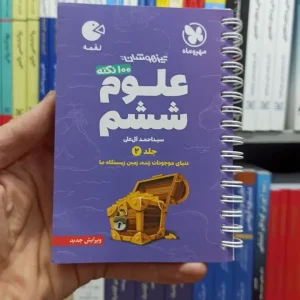 لقمه
مهروماه
تیزهوشان
۱۰۰ نکته
علوم
ششم
سیداحمد آل‌علی
جلد ۲
دنیای موجودات زنده، زمین زیستگاه ما
ویرایش جدید